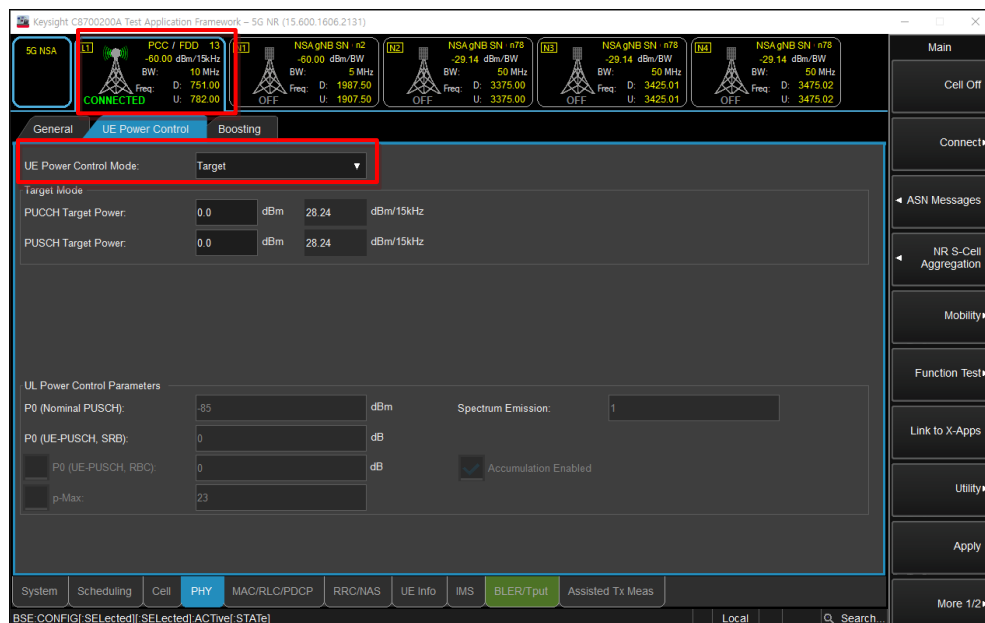 Keysight C8700200A Test Application Framework – 5G NR (15.600.1606.2131)
5G NSA
L1 PCC / FDD 13
-60.00 dBm/15kHz
BW: 10 MHz
Freq: D: 751.00
CONNECTED U: 782.00
N1 NSA gNB SN · n2
-60.00 dBm/BW
BW: 5 MHz
Freq: D: 1987.50
OFF U: 1907.50
N2 NSA gNB SN · n78
-29.14 dBm/BW
BW: 50 MHz
Freq: D: 3375.00
OFF U: 3375.00
N3 NSA gNB SN · n78
-29.14 dBm/BW
BW: 50 MHz
Freq: D: 3425.01
OFF U: 3425.01
N4 NSA gNB SN · n78
-29.14 dBm/BW
BW: 50 MHz
Freq: D: 3475.02
OFF U: 3475.02
General UE Power Control Boosting
UE Power Control Mode: Target
Target Mode
PUCCH Target Power: 0.0 dBm 28.24 dBm/15kHz
PUSCH Target Power: 0.0 dBm 28.24 dBm/15kHz
UL Power Control Parameters
P0 (Nominal PUSCH): -85 dBm Spectrum Emission: 1
P0 (UE-PUSCH, SRB): 0 dB
P0 (UE-PUSCH, RBC): 0 dB Accumulation Enabled
p-Max: 23
System Scheduling Cell PHY MAC/RLC/PDCP RRC/NAS UE Info IMS BLER/Tput Assisted Tx Meas
BSE:CONFIG[:SELected][:SELected]:ACTive[:STATe] Local Search...
Main
Cell Off
Connect
ASN Messages
NR S-Cell
Aggregation
Mobility
Function Test
Link to X-Apps
Utility
Apply
More 1/2